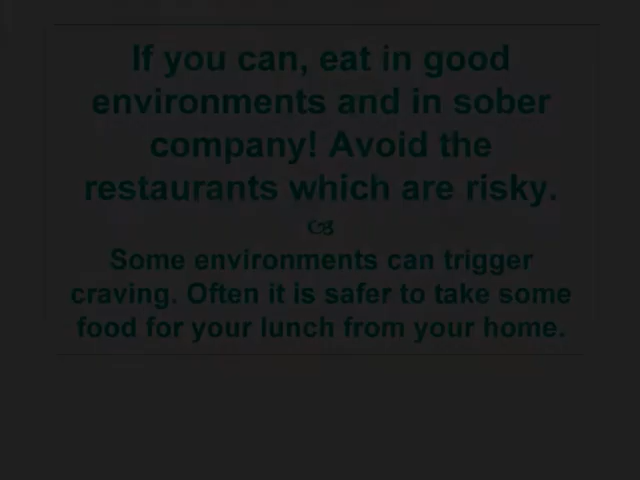 If you can, eat in good
environments and in sober
company! Avoid the
restaurants which are risky.
Some environments can trigger
craving. Often it is safer to take some
food for your lunch from your home.